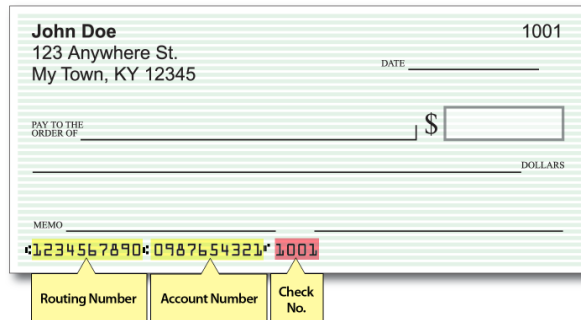 John Doe 1001
123 Anywhere St.
My Town, KY 12345
DATE
PAY TO THE
ORDER OF $
DOLLARS
MEMO
⑆1234567890⑆ 0987654321⑈ 1001
Routing Number Account Number Check No.